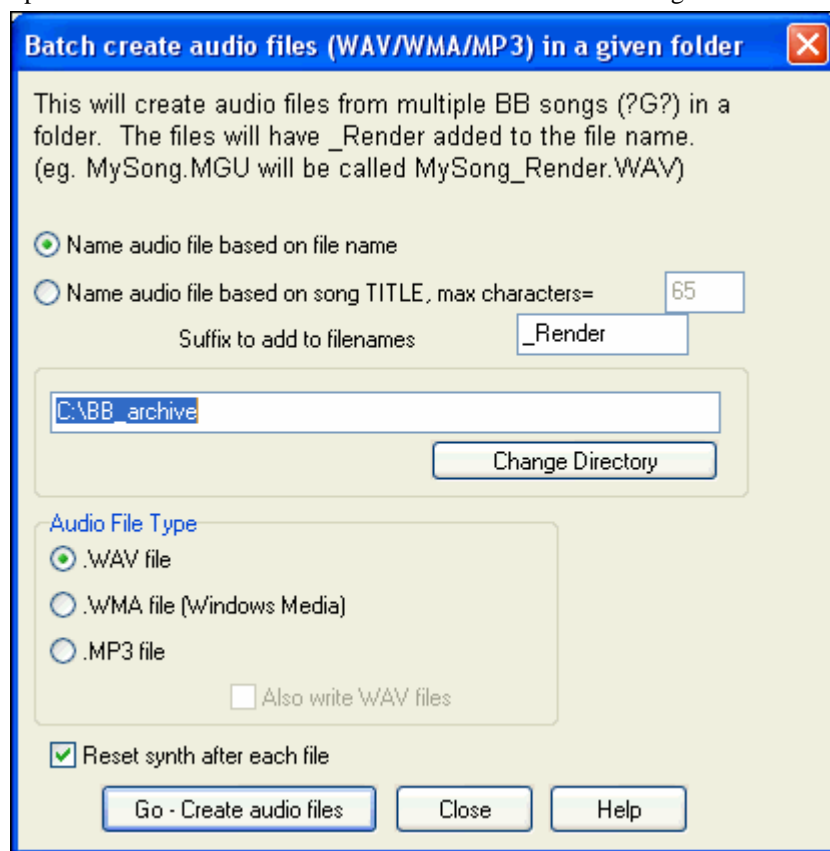 Batch create audio files (WAV/WMA/MP3) in a given folder
This will create audio files from multiple BB songs (?G?) in a
folder.  The files will have _Render added to the file name.
(eg. MySong.MGU will be called MySong_Render.WAV)
Name audio file based on file name
Name audio file based on song TITLE, max characters= 65
Suffix to add to filenames _Render
C:\BB_archive
Change Directory
Audio File Type
.WAV file
.WMA file (Windows Media)
.MP3 file
Also write WAV files
Reset synth after each file
Go - Create audio files Close Help